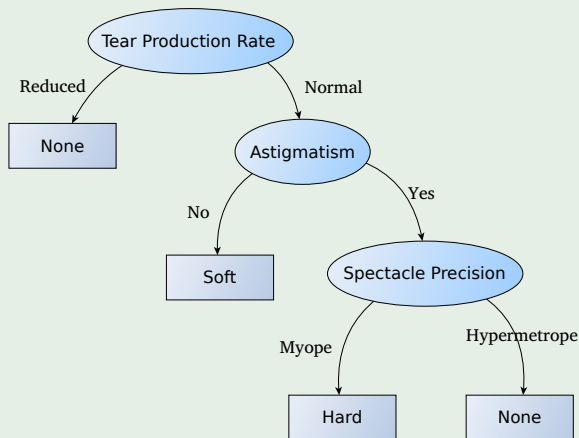 Tear Production Rate
Reduced
Normal
None
Astigmatism
No
Yes
Soft
Spectacle Precision
Myope
Hypermetrope
Hard
None